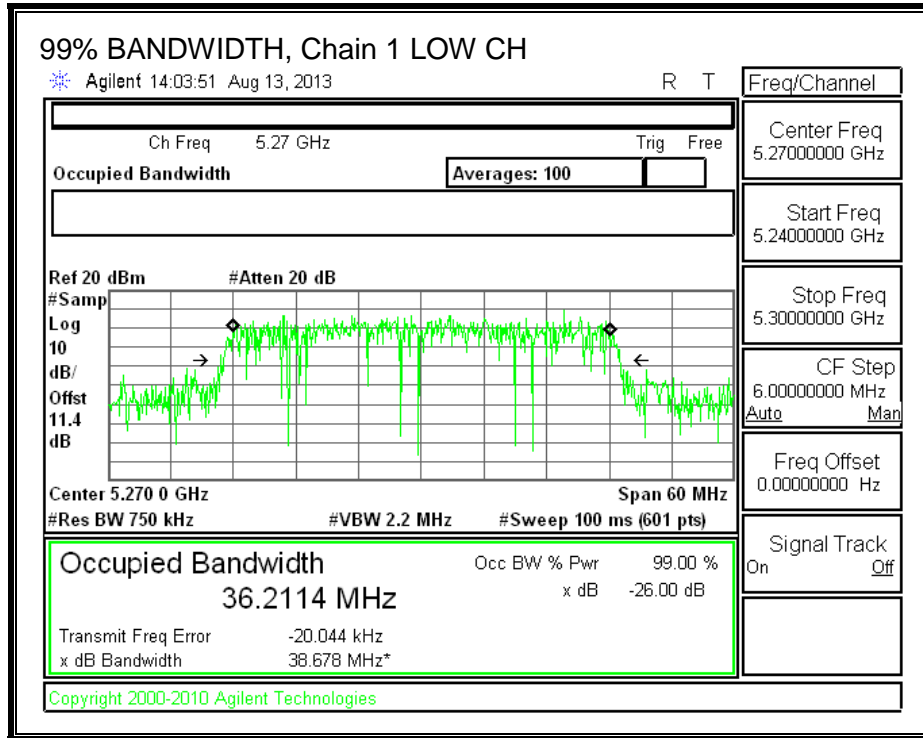 99% BANDWIDTH, Chain 1 LOW CH
Agilent 14:03:51 Aug 13, 2013 R T
Freq/Channel
Ch Freq 5.27 GHz Trig Free
Occupied Bandwidth Averages: 100
Center Freq
5.27000000 GHz
Start Freq
5.24000000 GHz
Stop Freq
5.30000000 GHz
CF Step
6.00000000 MHz
Auto Man
Freq Offset
0.00000000 Hz
Signal Track
On Off
Ref 20 dBm #Atten 20 dB
#Samp
Log
10
dB/
Offst
11.4
dB
Center 5.270 0 GHz Span 60 MHz
#Res BW 750 kHz #VBW 2.2 MHz #Sweep 100 ms (601 pts)
Occupied Bandwidth Occ BW % Pwr 99.00 %
36.2114 MHz x dB -26.00 dB
Transmit Freq Error -20.044 kHz
x dB Bandwidth 38.678 MHz*
Copyright 2000-2010 Agilent Technologies